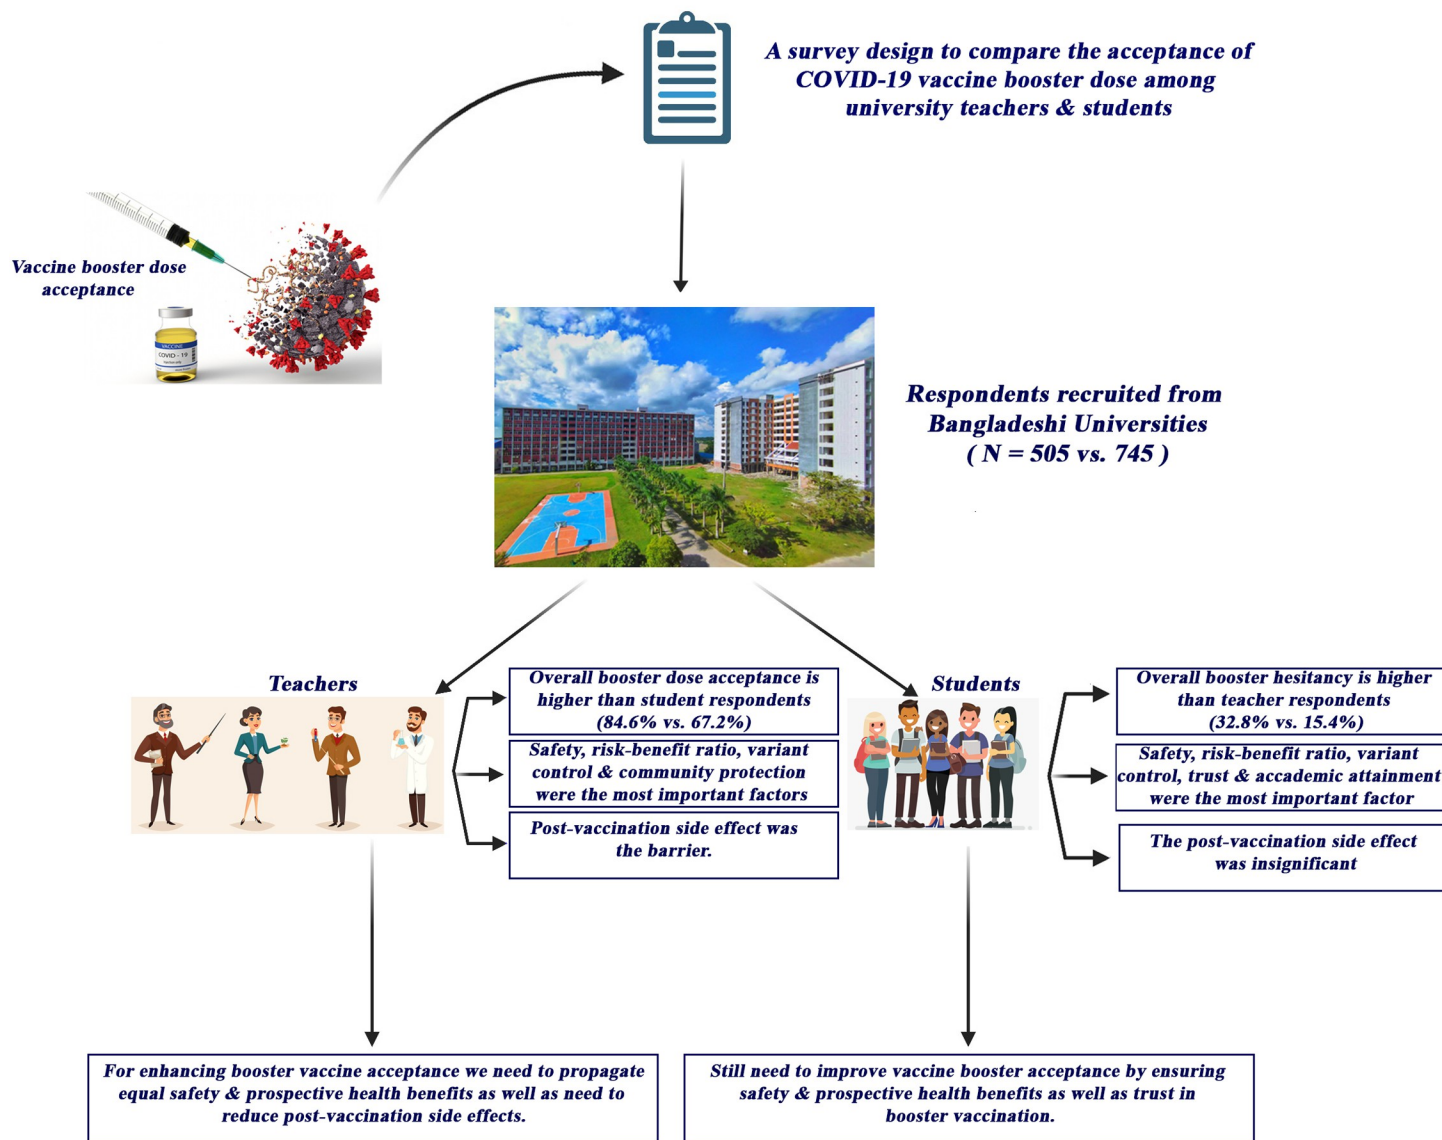 A survey design to compare the acceptance of
COVID-19 vaccine booster dose among
university teachers & students
Vaccine booster dose
acceptance
VACCINE
COVID - 19
Respondents recruited from
Bangladeshi Universities
( N = 505 vs. 745 )
Teachers
Overall booster dose acceptance is
higher than student respondents
(84.6% vs. 67.2%)
Safety, risk-benefit ratio, variant
control & community protection
were the most important factors
Post-vaccination side effect was
the barrier.
Students
Overall booster hesitancy is higher
than teacher respondents
(32.8% vs. 15.4%)
Safety, risk-benefit ratio, variant
control, trust & accademic attainment
were the most important factor
The post-vaccination side effect
was insignificant
For enhancing booster vaccine acceptance we need to propagate
equal safety & prospective health benefits as well as need to
reduce post-vaccination side effects.
Still need to improve vaccine booster acceptance by ensuring
safety & prospective health benefits as well as trust in
booster vaccination.